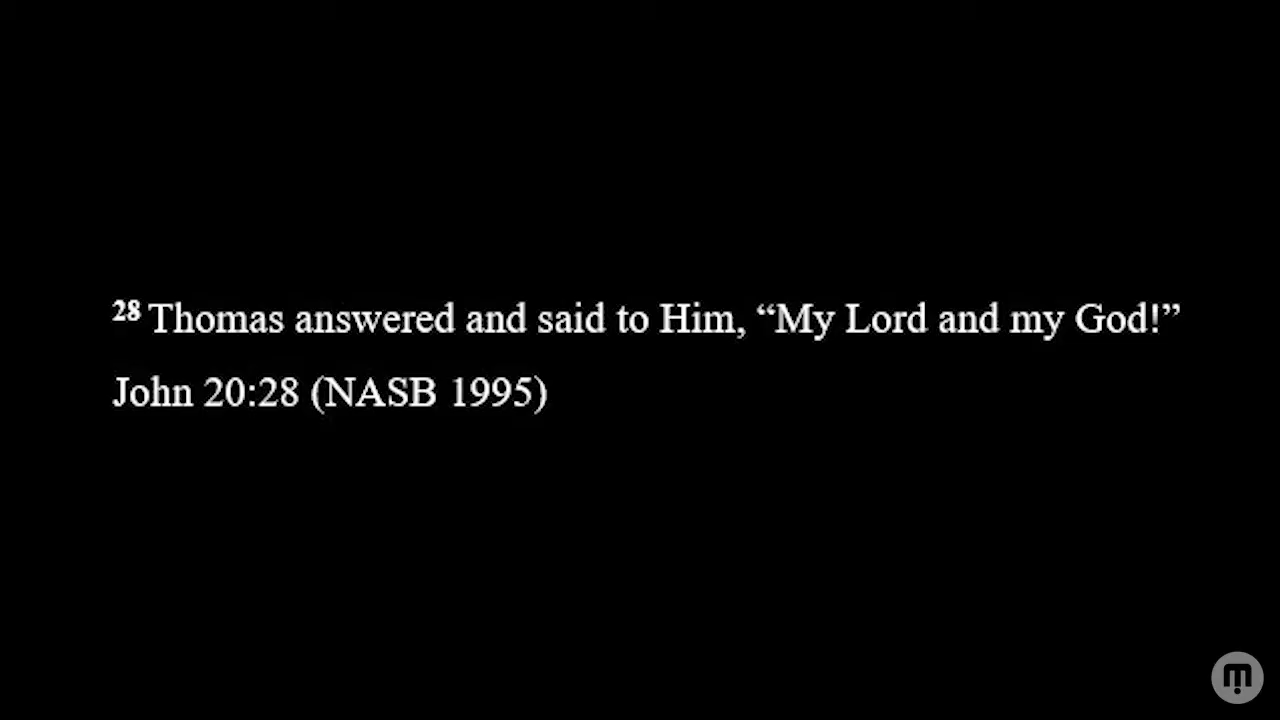 28 Thomas answered and said to Him, “My Lord and my God!”
John 20:28 (NASB 1995)